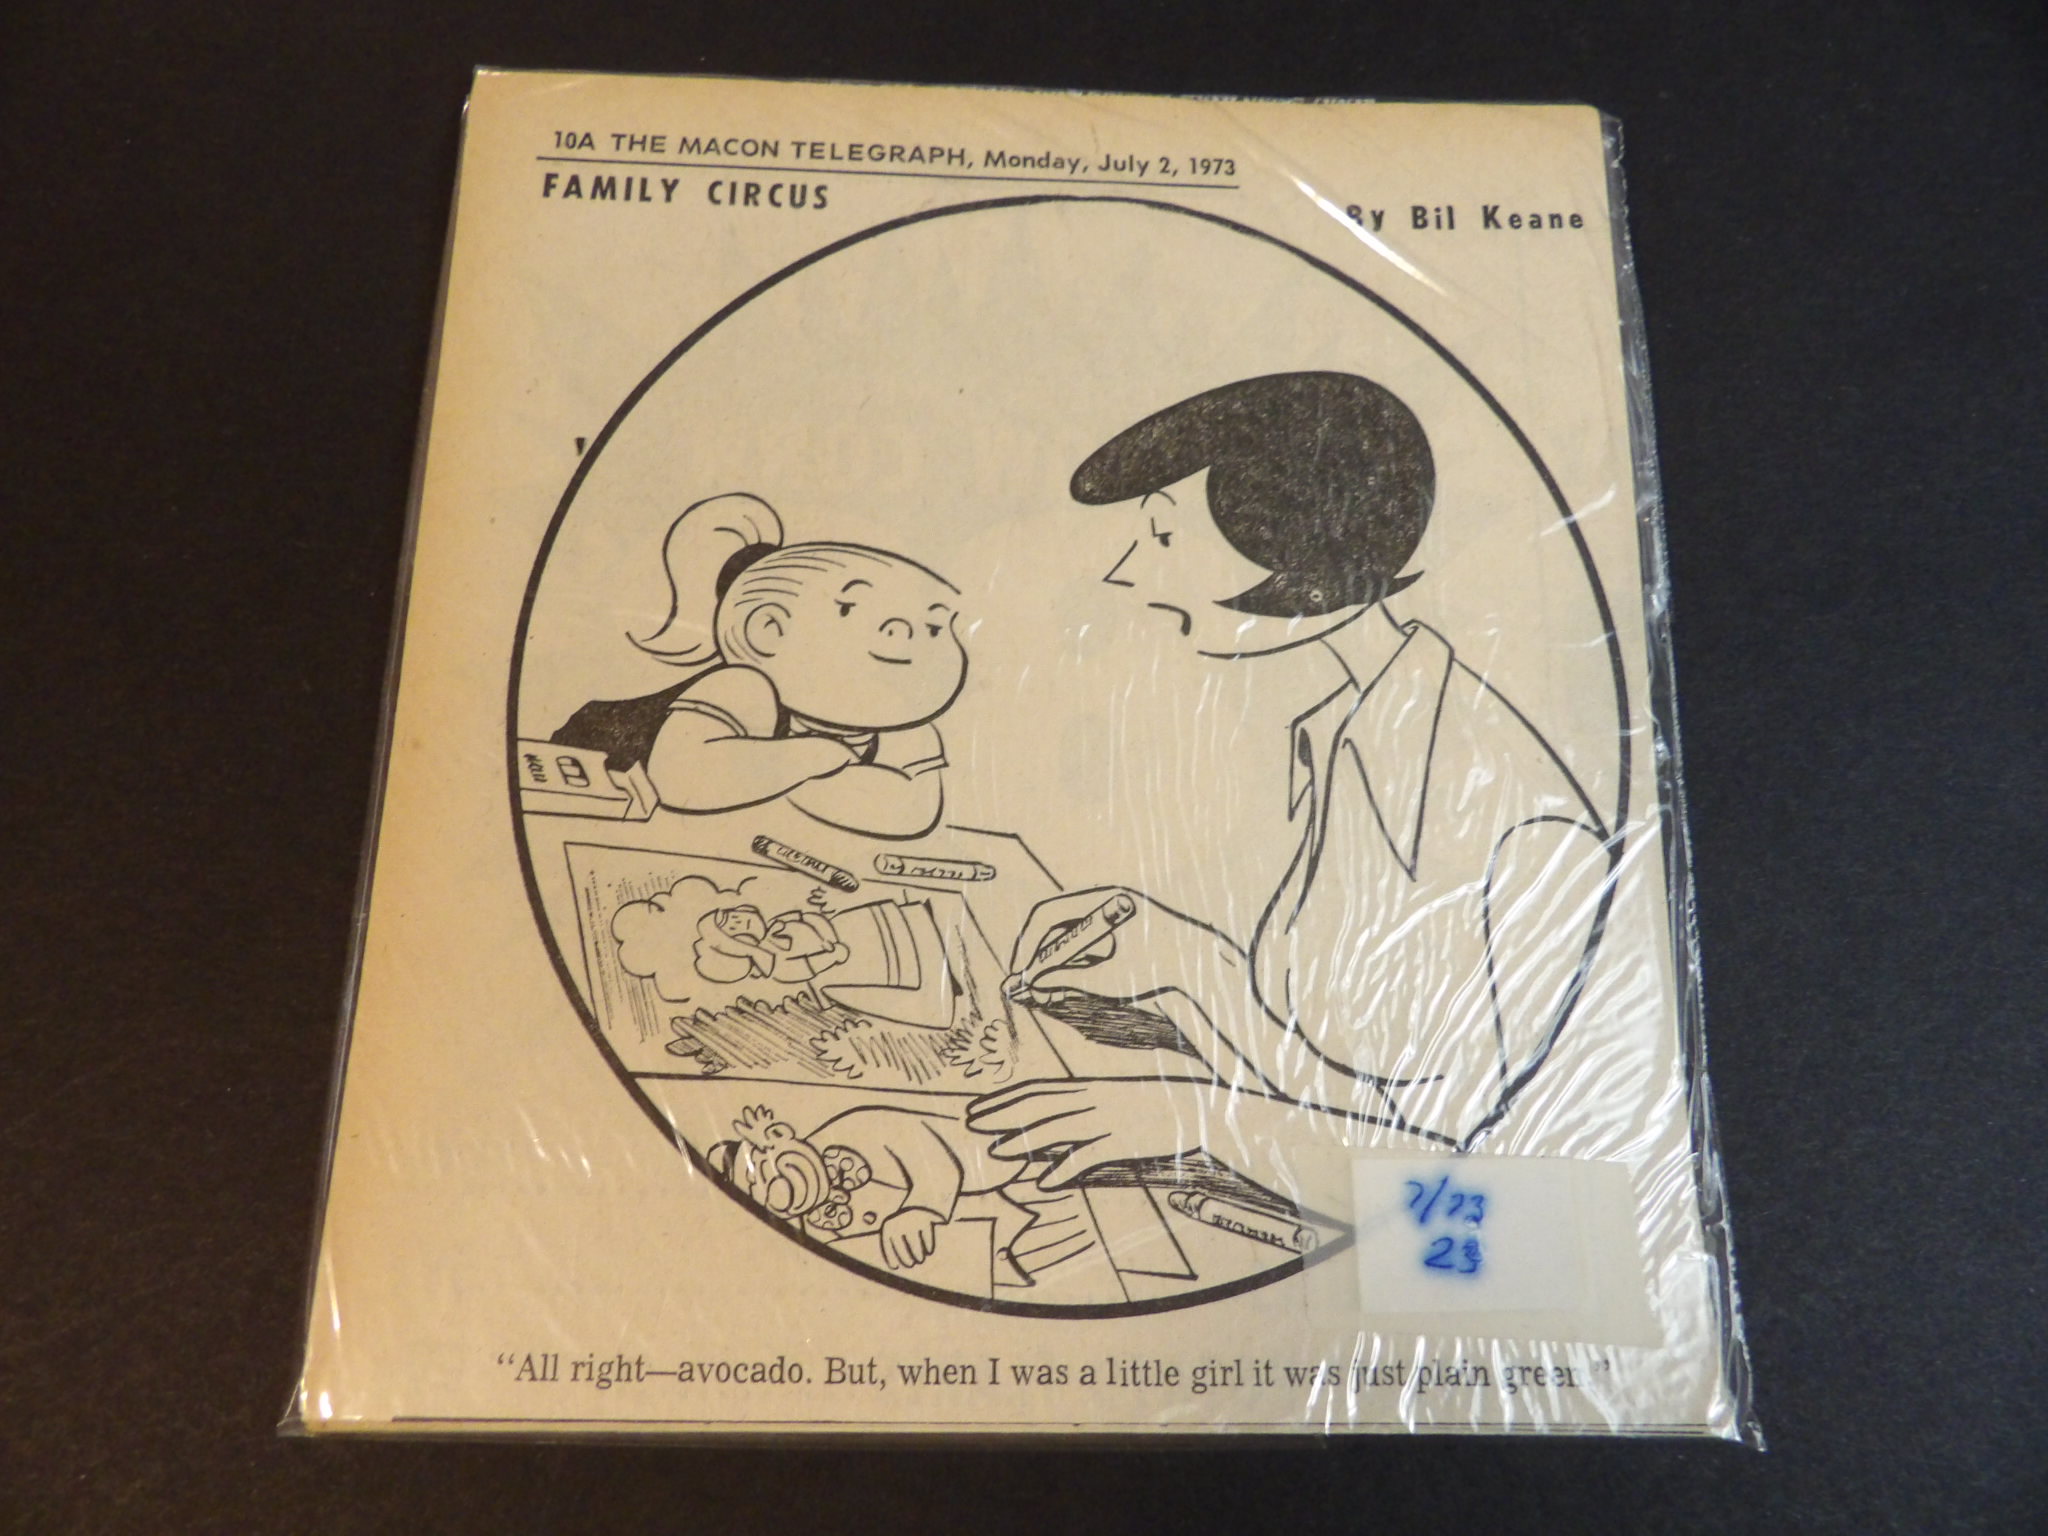 10A THE MACON TELEGRAPH, Monday, July 2, 1973
FAMILY CIRCUS
By Bil Keane
7/73
“All right—avocado. But, when I was a little girl it was just plain green.”